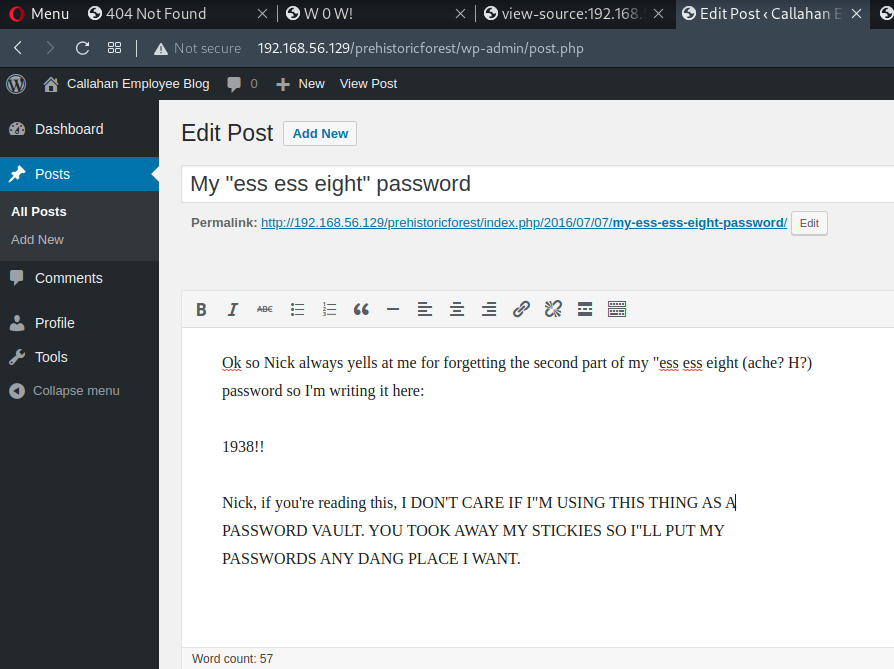 Menu 404 Not Found W 0 W! view-source:192.168. Edit Post ‹ Callahan E
Not secure 192.168.56.129/prehistoricforest/wp-admin/post.php
Callahan Employee Blog 0 New View Post
Dashboard
Posts
All Posts
Add New
Comments
Profile
Tools
Collapse menu
Edit Post Add New
My "ess ess eight" password
Permalink: http://192.168.56.129/prehistoricforest/index.php/2016/07/07/my-ess-ess-eight-password/ Edit
B I ABC
Ok so Nick always yells at me for forgetting the second part of my "ess ess eight (ache? H?)
password so I'm writing it here:
1938!!
Nick, if you're reading this, I DON'T CARE IF I"M USING THIS THING AS A
PASSWORD VAULT. YOU TOOK AWAY MY STICKIES SO I"LL PUT MY
PASSWORDS ANY DANG PLACE I WANT.
Word count: 57